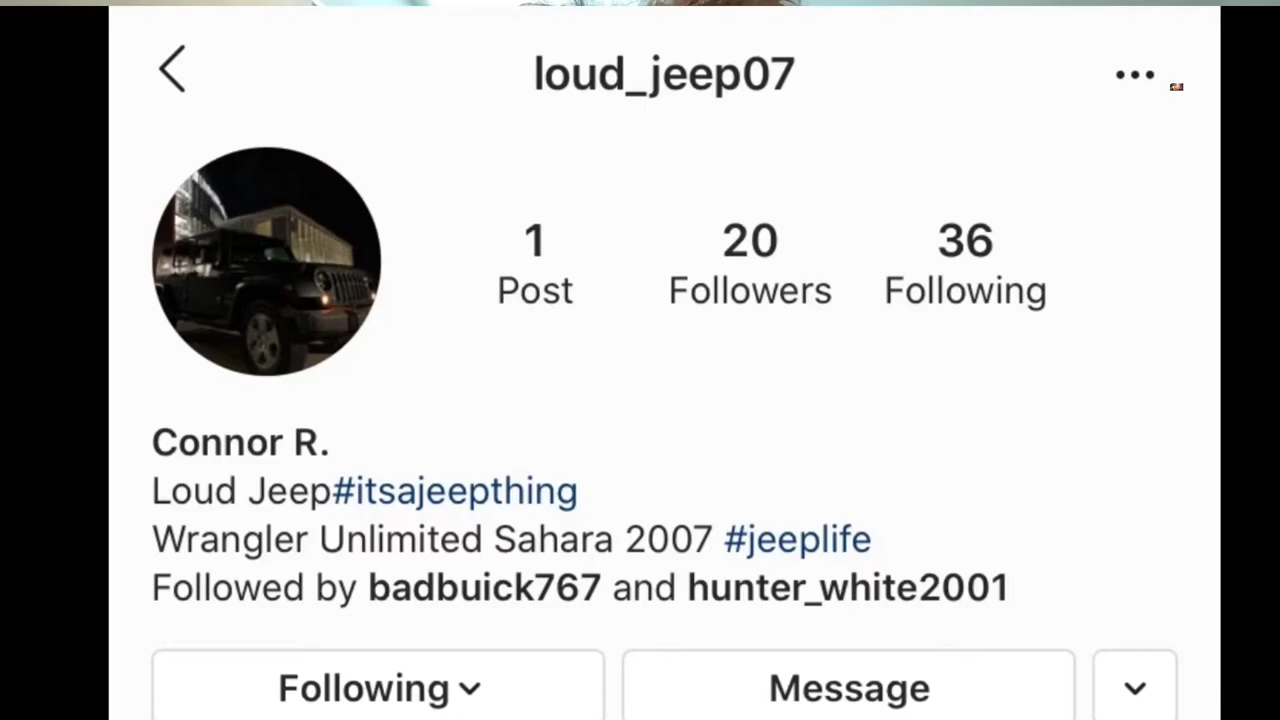 loud_jeep07
1
Post
20
Followers
36
Following
Connor R.
Loud Jeep#itsajeepthing
Wrangler Unlimited Sahara 2007 #jeeplife
Followed by badbuick767 and hunter_white2001
Following
Message